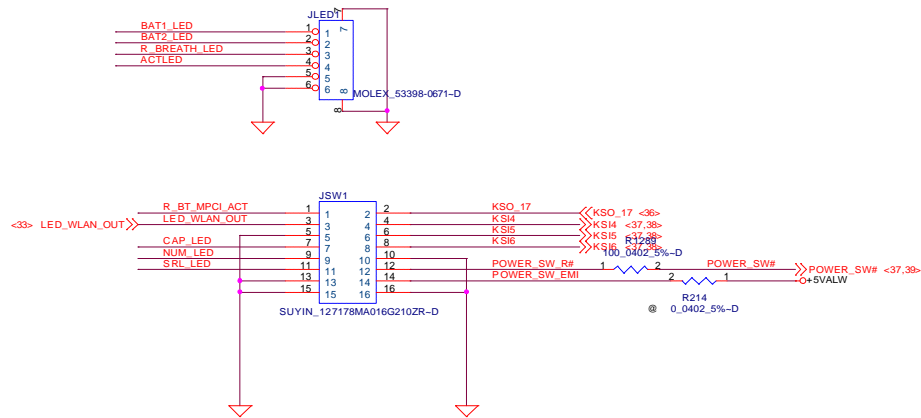 JLED1
7
BAT1_LED 1 1 7
BAT2_LED 2 2
R_BREATH_LED 3 3
ACTLED 4 4
5 5
6 6 8
MOLEX_53398-0671-D
8
JSW1
R_BT_MPCI_ACT 1 1 2 2 KSO_17 KSO_17 <36>
<33> LED_WLAN_OUT LED_WLAN_OUT 3 3 4 4 KSI4 KSI4 <37,38>
5 5 6 6 KSI5 KSI5 <37,38>
CAP_LED 7 7 8 8 KSI6 KSI6 <37,38>
R1289
NUM_LED 9 9 10 10 100_0402_5%-D
SRL_LED 11 11 12 12 POWER_SW_R# 1 2 POWER_SW# POWER_SW# <37,39>
13 13 14 14 POWER_SW_EMI 2 1 +5VALW
15 15 16 16
R214
SUYIN_127178MA016G210ZR-D @ 0_0402_5%-D